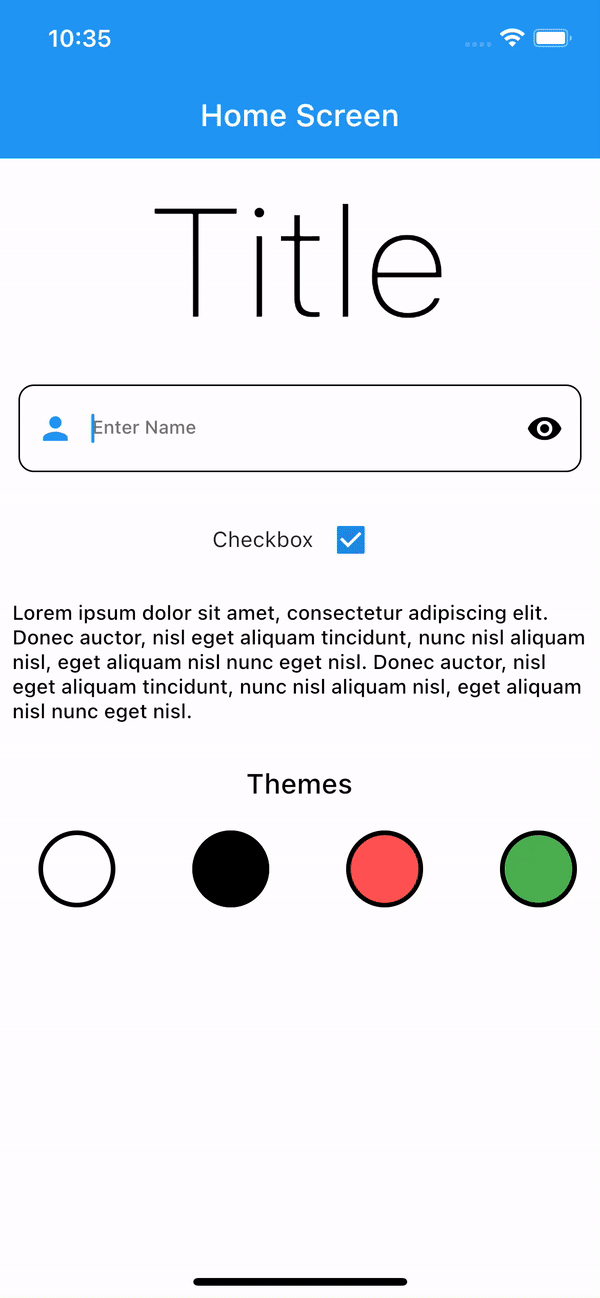 10:35
Home Screen
Title
Enter Name
Checkbox
Lorem ipsum dolor sit amet, consectetur adipiscing elit.
Donec auctor, nisl eget aliquam tincidunt, nunc nisl aliquam
nisl, eget aliquam nisl nunc eget nisl. Donec auctor, nisl
eget aliquam tincidunt, nunc nisl aliquam nisl, eget aliquam
nisl nunc eget nisl.
Themes